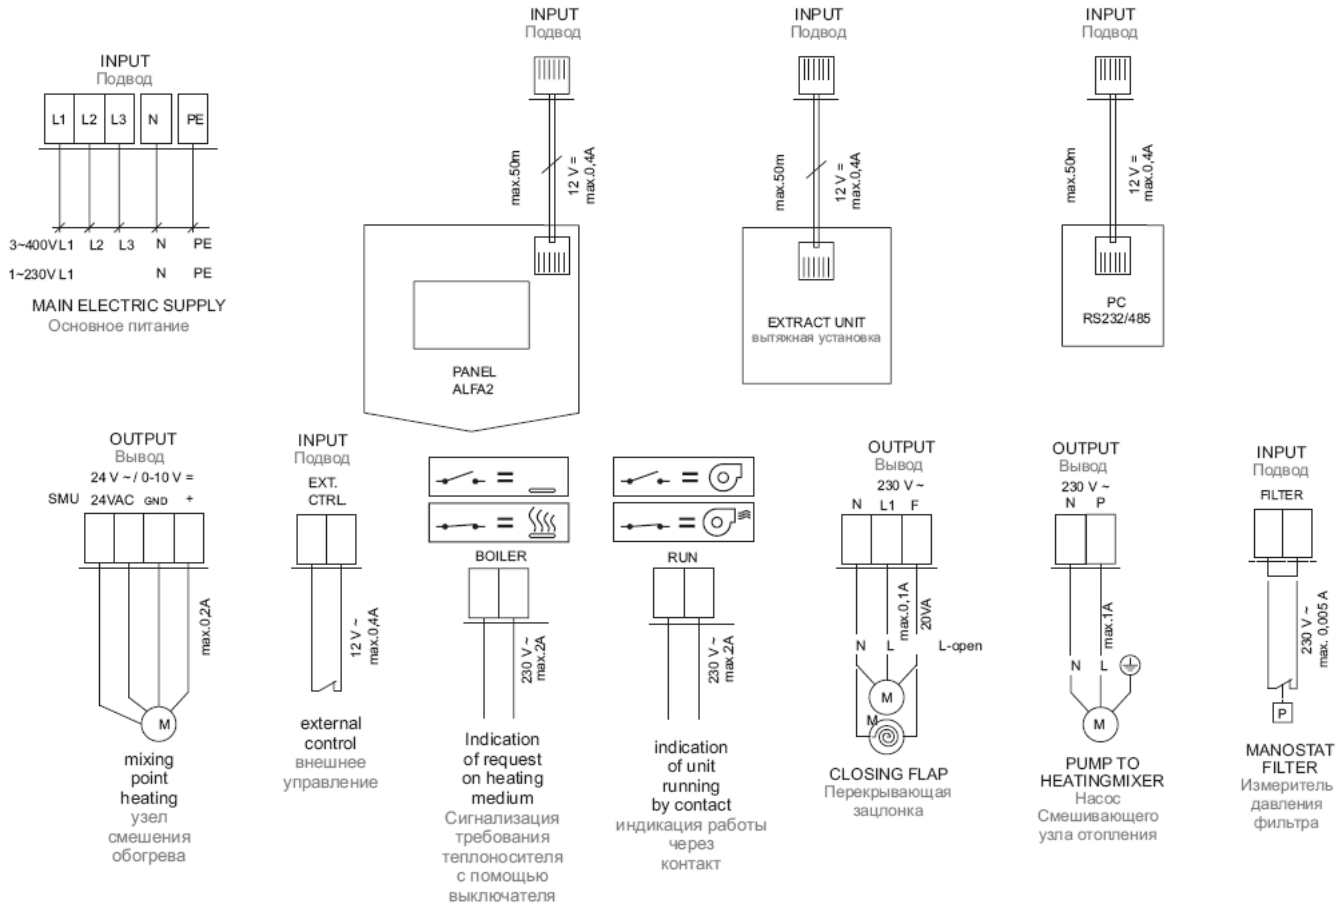 INPUT
Подвод
L1 L2 L3 N PE
3~400V L1 L2 L3 N PE
1~230V L1 N PE
MAIN ELECTRIC SUPPLY
Основное питание
INPUT
Подвод
max.50m
12 V =
max.0,4A
PANEL
ALFA2
INPUT
Подвод
max.50m
12 V =
max.0,4A
EXTRACT UNIT
вытяжная установка
INPUT
Подвод
max.50m
12 V =
max.0,4A
PC
RS232/485
OUTPUT
Вывод
24 V ~ / 0-10 V =
SMU 24VAC GND +
max.0,2A
M
mixing
point
heating
узел
смешения
обогрева
INPUT
Подвод
EXT.
CTRL.
12 V ~
max.0,4A
external
control
внешнее
управление
=
=
BOILER
230 V ~
max.2A
Indication
of request
on heating
medium
Сигнализация
требования
теплоносителя
с помощью
выключателя
=
=
RUN
230 V ~
max.2A
indication
of unit
running
by contact
индикация работы
через
контакт
OUTPUT
Вывод
230 V ~
N L1 F
max.0,1A
20VA
N L L-open
M
M
CLOSING FLAP
Перекрывающая
зацлонка
OUTPUT
Вывод
230 V ~
N P
max.1A
N L
M
PUMP TO
HEATINGMIXER
Насос
Смешивающего
узла отопления
INPUT
Подвод
FILTER
230 V ~
max. 0,005 A
P
MANOSTAT
FILTER
Измеритель
давления
фильтра